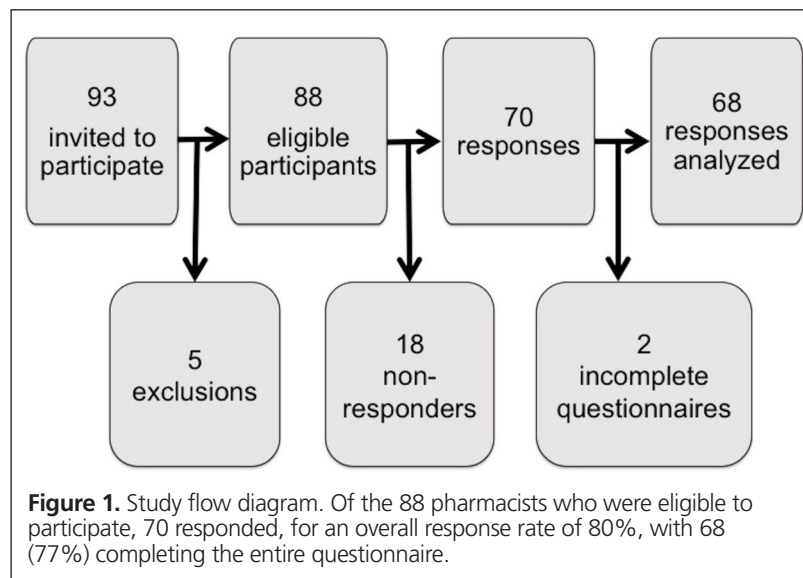 93
invited to
participate
88
eligible
participants
70
responses
68
responses
analyzed
5
exclusions
18
non-
responders
2
incomplete
questionnaires
Figure 1. Study flow diagram. Of the 88 pharmacists who were eligible to
participate, 70 responded, for an overall response rate of 80%, with 68
(77%) completing the entire questionnaire.